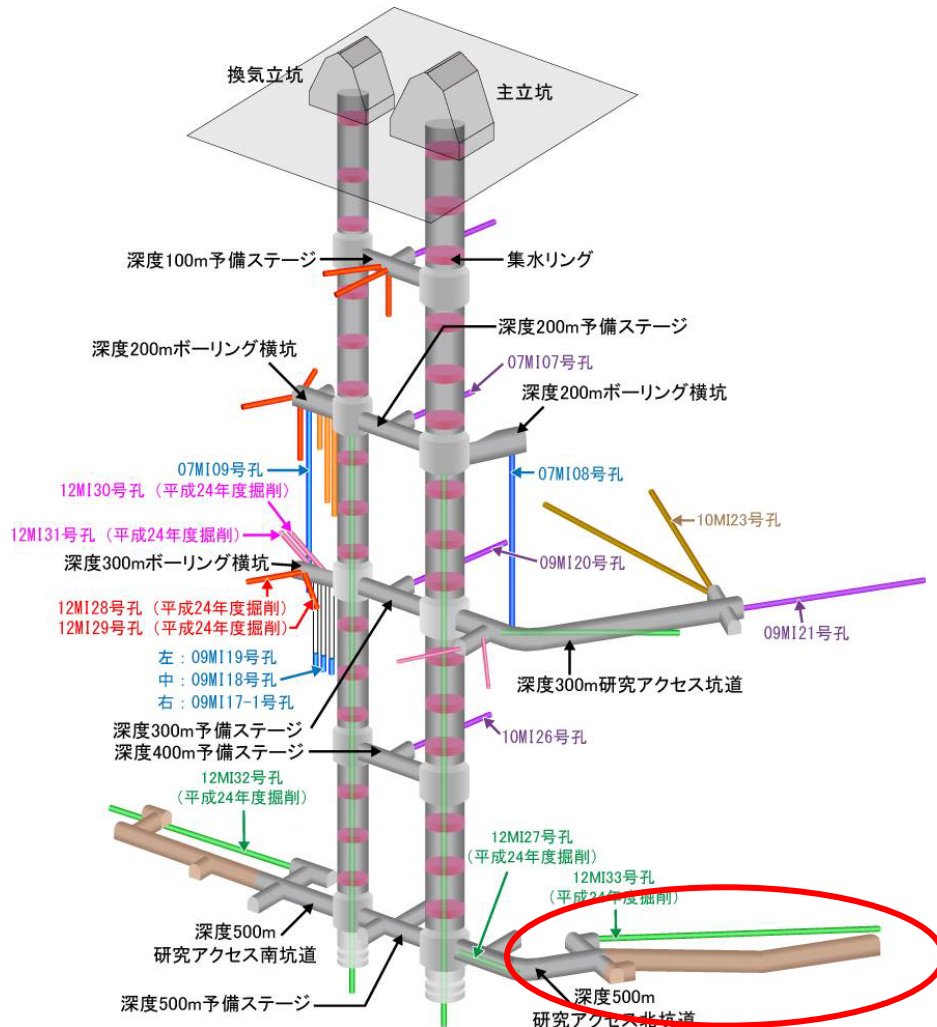 換気立坑
主立坑
深度100m予備ステージ
集水リング
深度200m予備ステージ
深度200mボーリング横坑
07MI07号孔
深度200mボーリング横坑
07MI09号孔
07MI08号孔
12MI30号孔（平成24年度掘削）
12MI31号孔（平成24年度掘削）
10MI23号孔
深度300mボーリング横坑
09MI20号孔
12MI28号孔（平成24年度掘削）
12MI29号孔（平成24年度掘削）
09MI21号孔
左：09MI19号孔
中：09MI18号孔
右：09MI17-1号孔
深度300m研究アクセス坑道
深度300m予備ステージ
深度400m予備ステージ
10MI26号孔
12MI32号孔
（平成24年度掘削）
12MI27号孔
（平成24年度掘削）
12MI33号孔
（平成24年度掘削）
深度500m
研究アクセス南坑道
深度500m予備ステージ
深度500m
研究アクセス北坑道